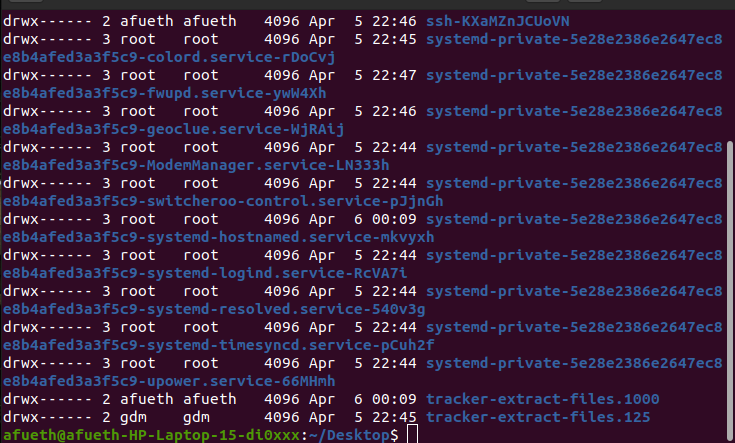 drwx------ 2 afueth afueth   4096 Apr  5 22:46 ssh-KXaMZnJCUoVN
drwx------ 3 root   root     4096 Apr  5 22:45 systemd-private-5e28e2386e2647ec8
e8b4afed3a3f5c9-colord.service-rDoCvj
drwx------ 3 root   root     4096 Apr  5 22:47 systemd-private-5e28e2386e2647ec8
e8b4afed3a3f5c9-fwupd.service-ywW4Xh
drwx------ 3 root   root     4096 Apr  5 22:46 systemd-private-5e28e2386e2647ec8
e8b4afed3a3f5c9-geoclue.service-WjRAij
drwx------ 3 root   root     4096 Apr  5 22:44 systemd-private-5e28e2386e2647ec8
e8b4afed3a3f5c9-ModemManager.service-LN333h
drwx------ 3 root   root     4096 Apr  5 22:44 systemd-private-5e28e2386e2647ec8
e8b4afed3a3f5c9-switcheroo-control.service-pJjnGh
drwx------ 3 root   root     4096 Apr  6 00:09 systemd-private-5e28e2386e2647ec8
e8b4afed3a3f5c9-systemd-hostnamed.service-mkvyxh
drwx------ 3 root   root     4096 Apr  5 22:44 systemd-private-5e28e2386e2647ec8
e8b4afed3a3f5c9-systemd-logind.service-RcVA7i
drwx------ 3 root   root     4096 Apr  5 22:44 systemd-private-5e28e2386e2647ec8
e8b4afed3a3f5c9-systemd-resolved.service-540v3g
drwx------ 3 root   root     4096 Apr  5 22:44 systemd-private-5e28e2386e2647ec8
e8b4afed3a3f5c9-systemd-timesyncd.service-pCuh2f
drwx------ 3 root   root     4096 Apr  5 22:44 systemd-private-5e28e2386e2647ec8
e8b4afed3a3f5c9-upower.service-66MHmh
drwx------ 2 afueth afueth   4096 Apr  6 00:09 tracker-extract-files.1000
drwx------ 2 gdm    gdm      4096 Apr  5 22:45 tracker-extract-files.125
afueth@afueth-HP-Laptop-15-di0xxx:~/Desktop$